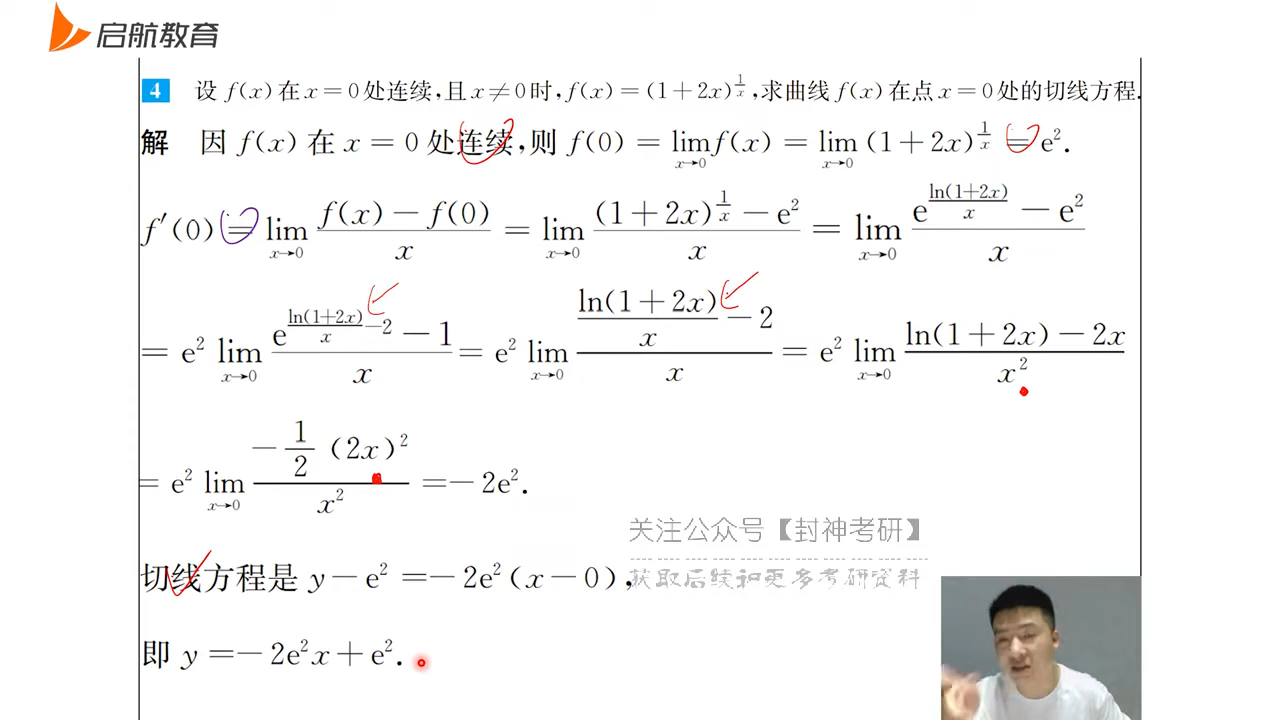 启航教育
4 设 f(x)在x=0处连续,且x≠0时,f(x)=(1+2x)^{1/x},求曲线f(x)在点x=0处的切线方程.
解 因 f(x) 在 x=0 处连续,则 f(0)=lim_{x→0} f(x)=lim_{x→0} (1+2x)^{1/x}=e².
f′(0)=lim_{x→0} (f(x)-f(0))/x=lim_{x→0} ((1+2x)^{1/x}-e²)/x=lim_{x→0} (e^{ln(1+2x)/x}-e²)/x
=e² lim_{x→0} (e^{ln(1+2x)/x-2}-1)/x=e² lim_{x→0} (ln(1+2x)/x-2)/x=e² lim_{x→0} (ln(1+2x)-2x)/x²
=e² lim_{x→0} (-1/2 (2x)²)/x²=-2e².
关注公众号【封神考研】
切线方程是 y-e²=-2e²(x-0),
获取后续和更多考研资料
即 y=-2e²x+e².